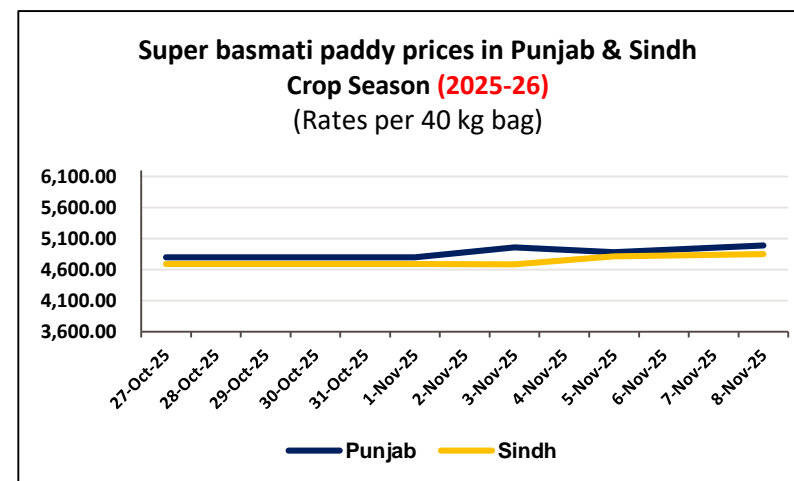 Super basmati paddy prices in Punjab & Sindh
Crop Season (2025-26)
(Rates per 40 kg bag)
6,100.00
5,600.00
5,100.00
4,600.00
4,100.00
3,600.00
27-Oct-25
28-Oct-25
29-Oct-25
30-Oct-25
31-Oct-25
1-Nov-25
2-Nov-25
3-Nov-25
4-Nov-25
5-Nov-25
6-Nov-25
7-Nov-25
8-Nov-25
Punjab
Sindh